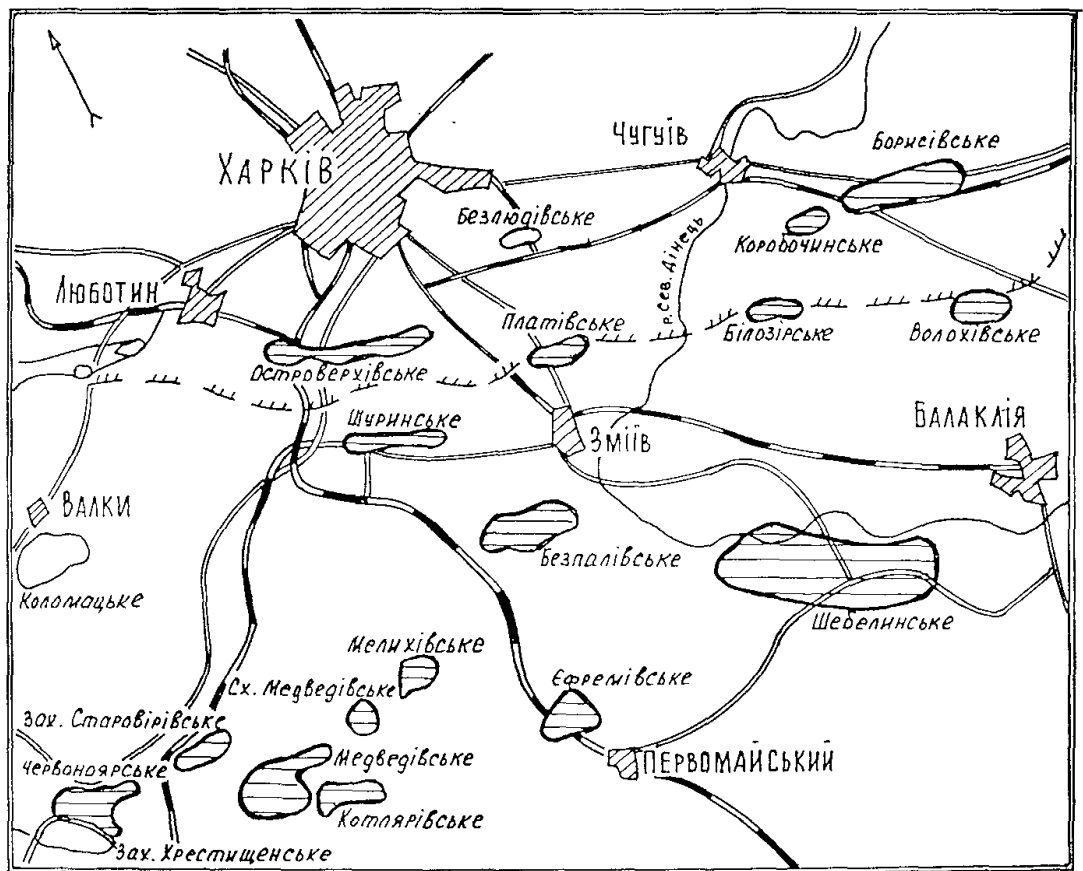 ЧУГУЇВ
Борисівське
ХАРКІВ
Безлюдівське
Коробочинське
р. Сев. Дінець
ЛЮБОТИН
Платівське
Білозірське
Волохівське
Островерхівське
Шуринське
ЗМІЇВ
БАЛАКЛІЯ
ВАЛКИ
Безпалівське
Коломацьке
Шебелинське
Мелихівське
Сх. Медведівське
Єфремівське
Зах. Старовірівське
Червоноярське
Медведівське
ПЕРВОМАЙСЬКИЙ
Котлярівське
Зах. Хрестищенське